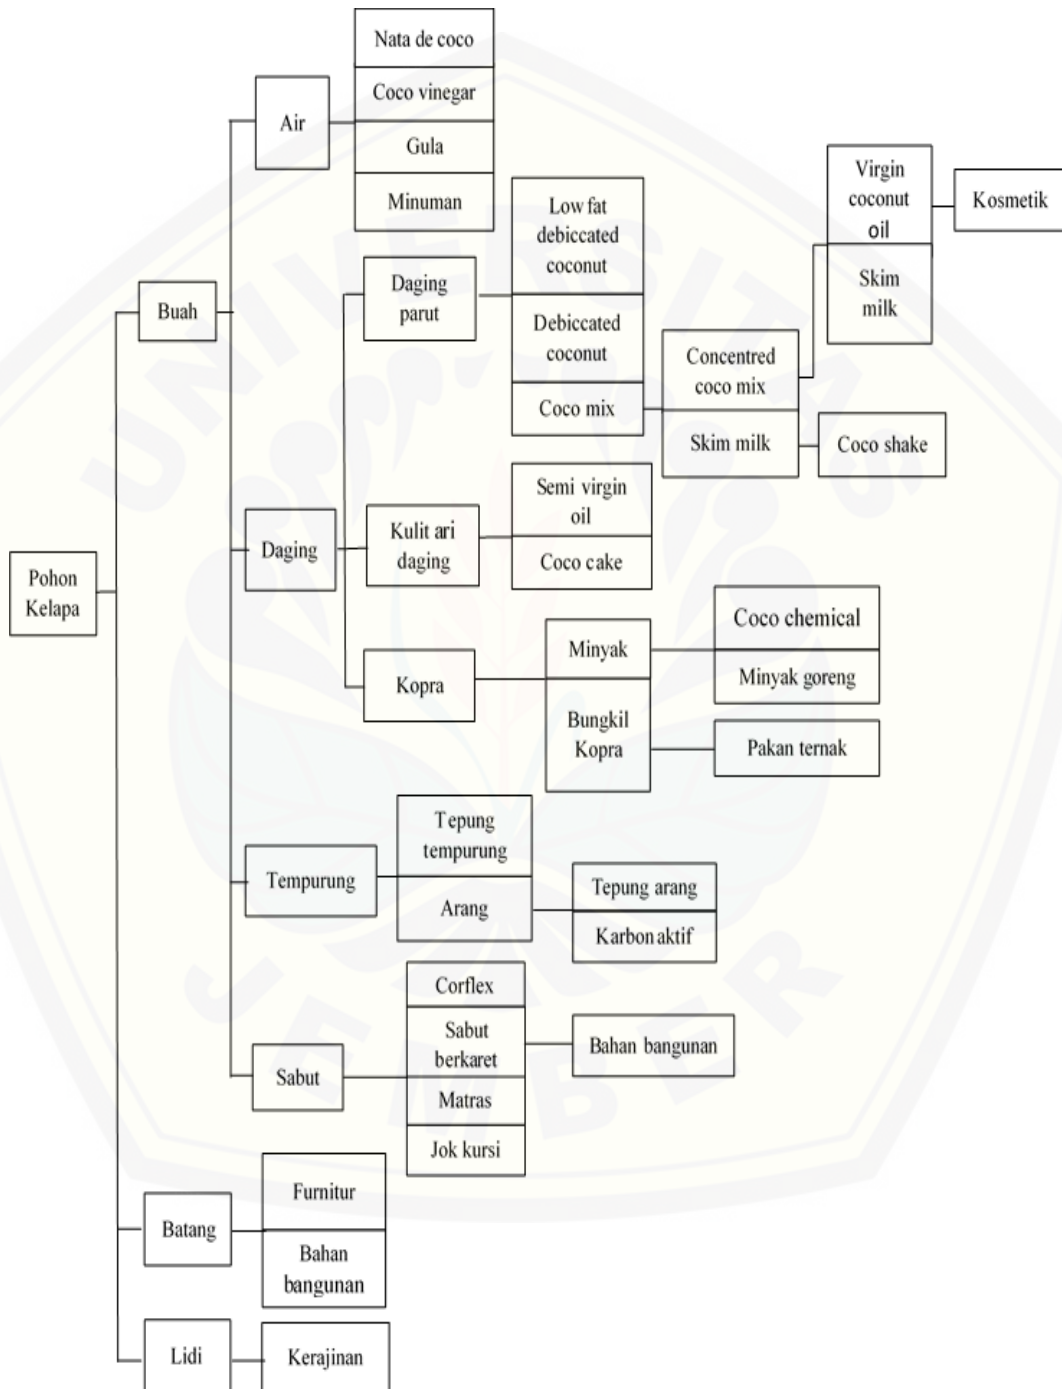 Nata de coco
Coco vinegar
Gula
Minuman
Air
Virgin
coconut
oil
Skim
milk
Kosmetik
Low fat
debiccated
coconut
Debiccated
coconut
Coco mix
Daging
parut
Buah
Concentred
coco mix
Skim milk
Coco shake
Semi virgin
oil
Coco cake
Kulit ari
daging
Daging
Pohon
Kelapa
Coco chemical
Minyak goreng
Minyak
Bungkil
Kopra
Kopra
Pakan ternak
Tepung
tempurung
Arang
Tempurung
Tepung arang
Karbon aktif
Corflex
Sabut
berkaret
Matras
Jok kursi
Bahan bangunan
Sabut
Furnitur
Bahan
bangunan
Batang
Lidi
Kerajinan
UNIVERSITAS
JEMBER